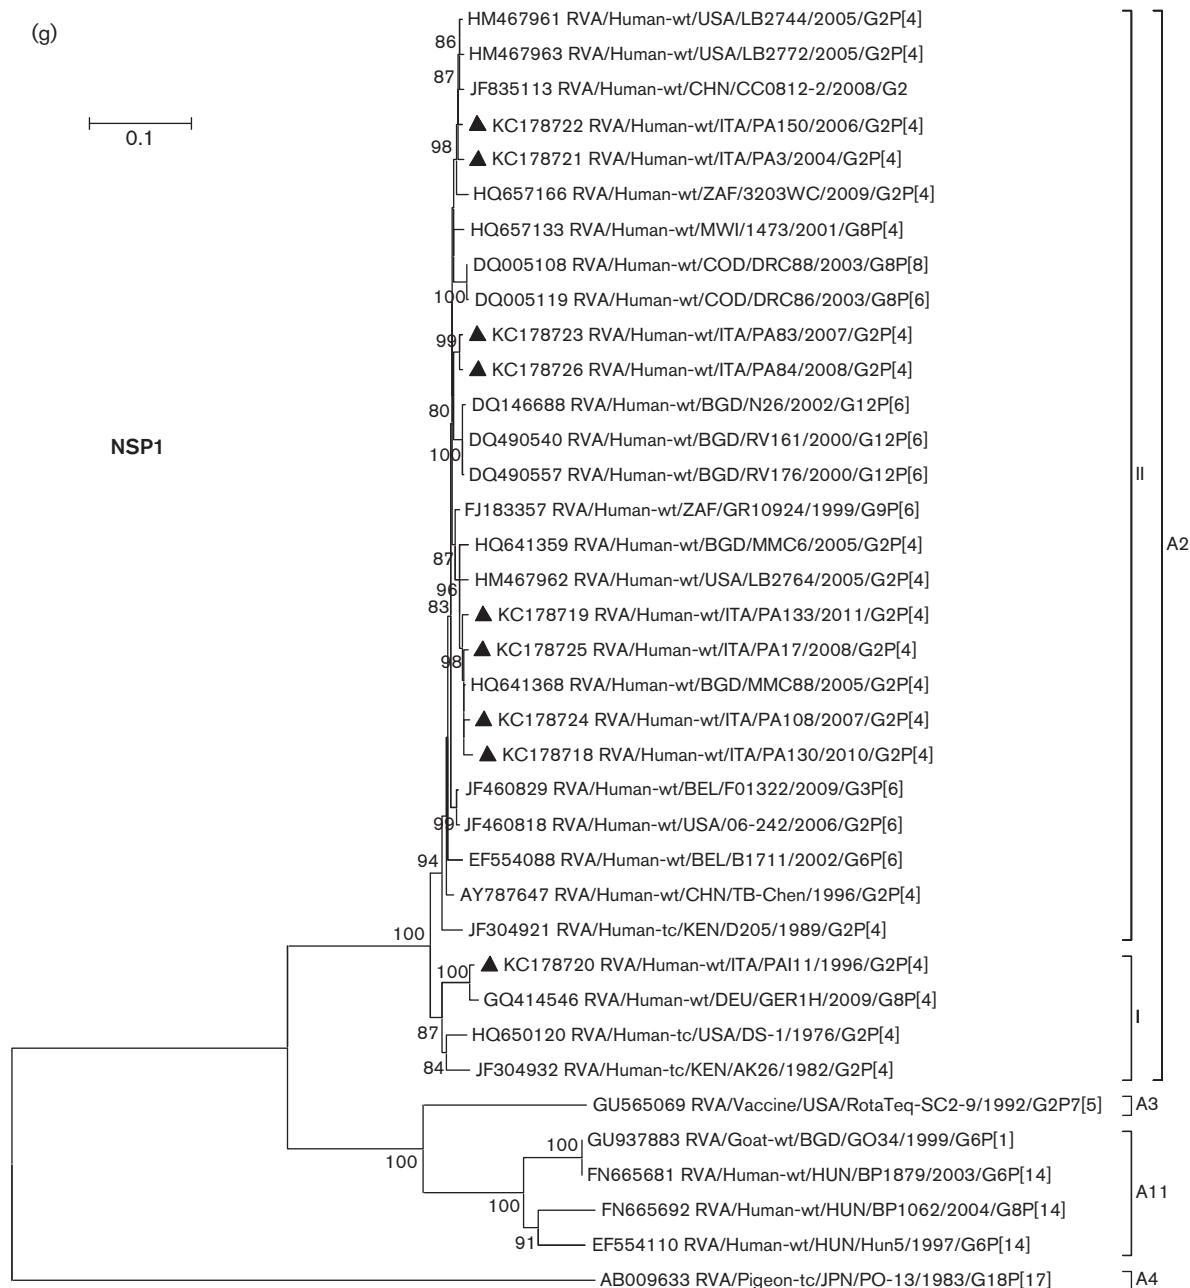 (g)
0.1
NSP1
HM467961 RVA/Human-wt/USA/LB2744/2005/G2P[4]
86
HM467963 RVA/Human-wt/USA/LB2772/2005/G2P[4]
87
JF835113 RVA/Human-wt/CHN/CC0812-2/2008/G2
▲ KC178722 RVA/Human-wt/ITA/PA150/2006/G2P[4]
98
▲ KC178721 RVA/Human-wt/ITA/PA3/2004/G2P[4]
HQ657166 RVA/Human-wt/ZAF/3203WC/2009/G2P[4]
HQ657133 RVA/Human-wt/MWI/1473/2001/G8P[4]
DQ005108 RVA/Human-wt/COD/DRC88/2003/G8P[8]
100
DQ005119 RVA/Human-wt/COD/DRC86/2003/G8P[6]
99
▲ KC178723 RVA/Human-wt/ITA/PA83/2007/G2P[4]
▲ KC178726 RVA/Human-wt/ITA/PA84/2008/G2P[4]
80
DQ146688 RVA/Human-wt/BGD/N26/2002/G12P[6]
DQ490540 RVA/Human-wt/BGD/RV161/2000/G12P[6]
100
DQ490557 RVA/Human-wt/BGD/RV176/2000/G12P[6]
II
FJ183357 RVA/Human-wt/ZAF/GR10924/1999/G9P[6]
HQ641359 RVA/Human-wt/BGD/MMC6/2005/G2P[4]
A2
87
HM467962 RVA/Human-wt/USA/LB2764/2005/G2P[4]
96
83
▲ KC178719 RVA/Human-wt/ITA/PA133/2011/G2P[4]
▲ KC178725 RVA/Human-wt/ITA/PA17/2008/G2P[4]
98
HQ641368 RVA/Human-wt/BGD/MMC88/2005/G2P[4]
▲ KC178724 RVA/Human-wt/ITA/PA108/2007/G2P[4]
▲ KC178718 RVA/Human-wt/ITA/PA130/2010/G2P[4]
JF460829 RVA/Human-wt/BEL/F01322/2009/G3P[6]
99
JF460818 RVA/Human-wt/USA/06-242/2006/G2P[6]
94
EF554088 RVA/Human-wt/BEL/B1711/2002/G6P[6]
AY787647 RVA/Human-wt/CHN/TB-Chen/1996/G2P[4]
100
JF304921 RVA/Human-tc/KEN/D205/1989/G2P[4]
100
▲ KC178720 RVA/Human-wt/ITA/PAI11/1996/G2P[4]
GQ414546 RVA/Human-wt/DEU/GER1H/2009/G8P[4]
I
87
HQ650120 RVA/Human-tc/USA/DS-1/1976/G2P[4]
84
JF304932 RVA/Human-tc/KEN/AK26/1982/G2P[4]
GU565069 RVA/Vaccine/USA/RotaTeq-SC2-9/1992/G2P7[5]
A3
100
100
GU937883 RVA/Goat-wt/BGD/GO34/1999/G6P[1]
FN665681 RVA/Human-wt/HUN/BP1879/2003/G6P[14]
A11
100
FN665692 RVA/Human-wt/HUN/BP1062/2004/G8P[14]
91
EF554110 RVA/Human-wt/HUN/Hun5/1997/G6P[14]
AB009633 RVA/Pigeon-tc/JPN/PO-13/1983/G18P[17]
A4